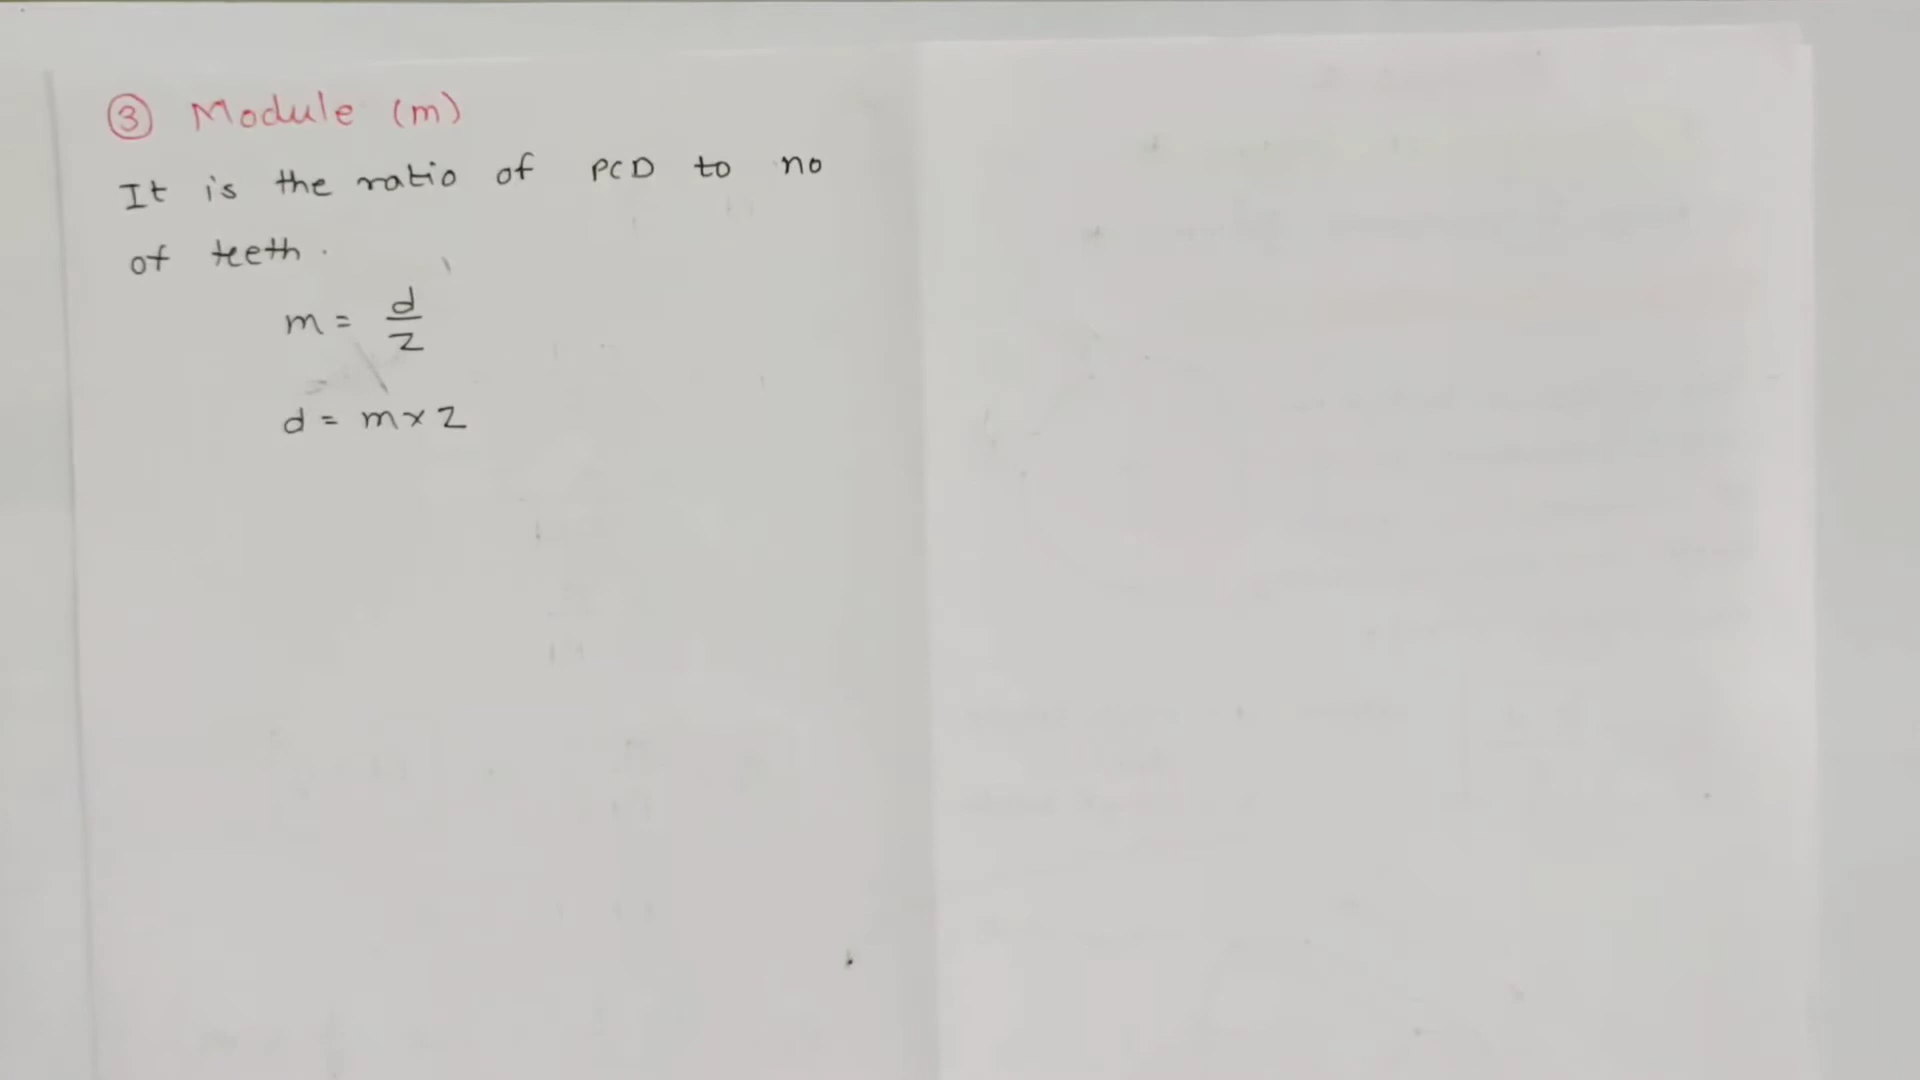 ③ Module (m)
It is the ratio of PCD to no
of teeth.
m = d/z
d = m × z